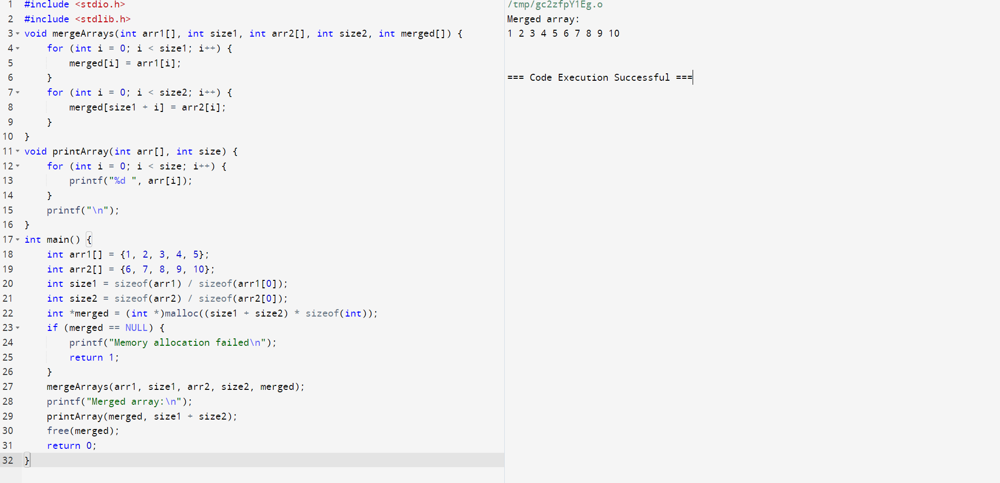 1 #include <stdio.h>
2 #include <stdlib.h>
3 void mergeArrays(int arr1[], int size1, int arr2[], int size2, int merged[]) {
4     for (int i = 0; i < size1; i++) {
5         merged[i] = arr1[i];
6     }
7     for (int i = 0; i < size2; i++) {
8         merged[size1 + i] = arr2[i];
9     }
10 }
11 void printArray(int arr[], int size) {
12     for (int i = 0; i < size; i++) {
13         printf("%d ", arr[i]);
14     }
15     printf("\n");
16 }
17 int main() {
18     int arr1[] = {1, 2, 3, 4, 5};
19     int arr2[] = {6, 7, 8, 9, 10};
20     int size1 = sizeof(arr1) / sizeof(arr1[0]);
21     int size2 = sizeof(arr2) / sizeof(arr2[0]);
22     int *merged = (int *)malloc((size1 + size2) * sizeof(int));
23     if (merged == NULL) {
24         printf("Memory allocation failed\n");
25         return 1;
26     }
27     mergeArrays(arr1, size1, arr2, size2, merged);
28     printf("Merged array:\n");
29     printArray(merged, size1 + size2);
30     free(merged);
31     return 0;
32 }
/tmp/gc2zfpY1Eg.o
Merged array:
1 2 3 4 5 6 7 8 9 10
=== Code Execution Successful ===